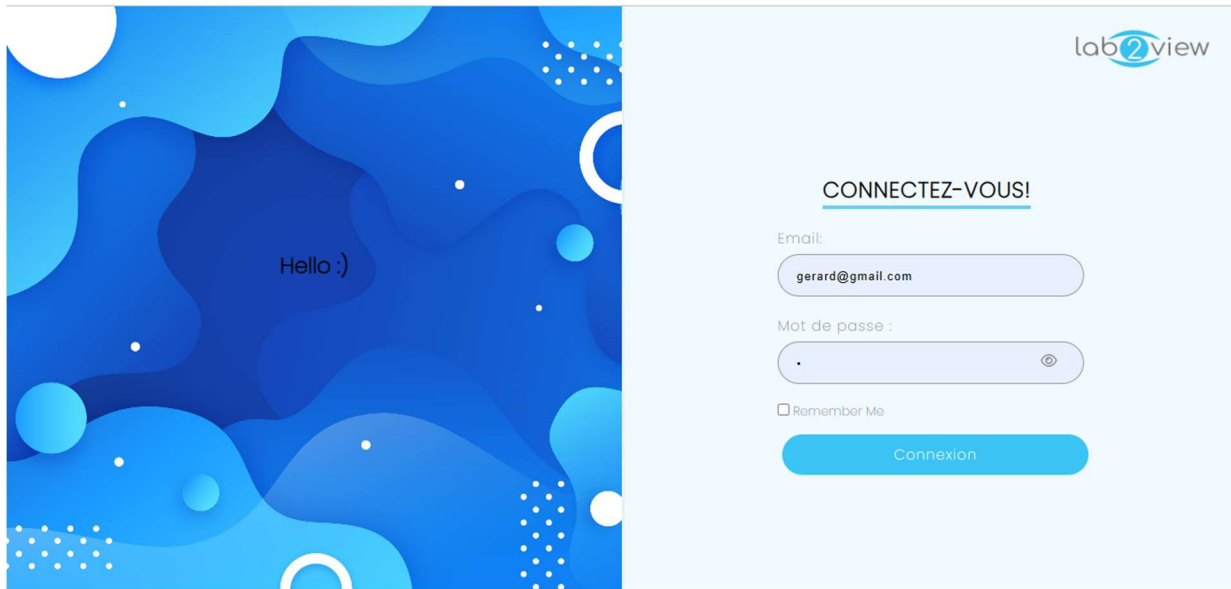 lab2view
Hello :)
CONNECTEZ-VOUS!
Email:
gerard@gmail.com
Mot de passe :
•
Remember Me
Connexion